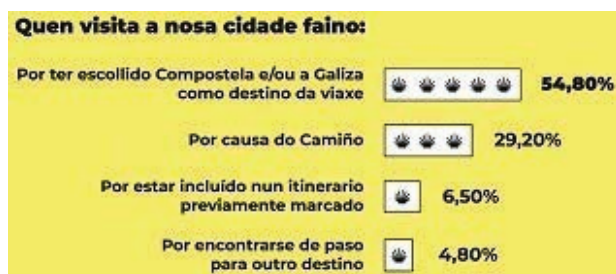 Quen visita a nosa cidade faino:
Por ter escollido Compostela e/ou a Galiza
como destino da viaxe
54,80%
Por causa do Camiño
29,20%
Por estar incluído nun itinerario
previamente marcado
6,50%
Por encontrarse de paso
para outro destino
4,80%